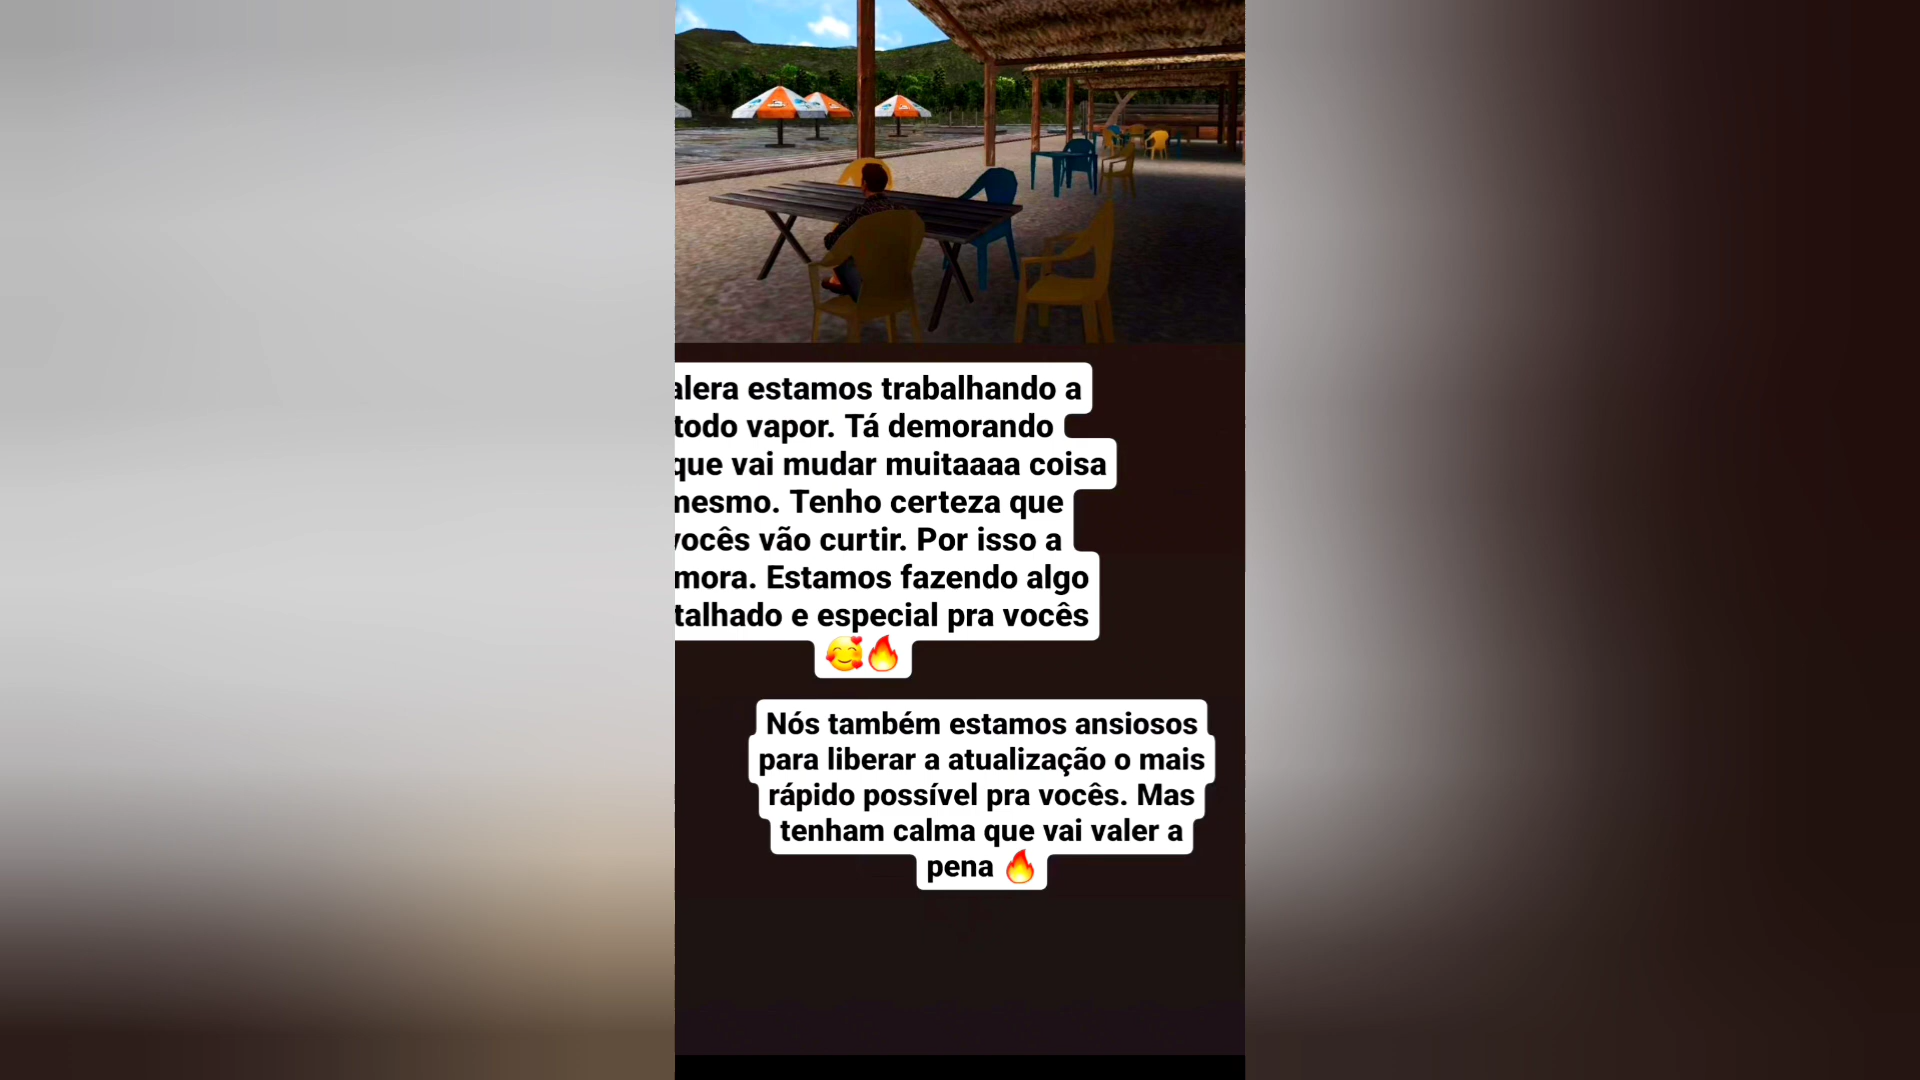 alera estamos trabalhando a
todo vapor. Tá demorando
que vai mudar muitaaaa coisa
mesmo. Tenho certeza que
vocês vão curtir. Por isso a
mora. Estamos fazendo algo
talhado e especial pra vocês
🥰🔥
Nós também estamos ansiosos
para liberar a atualização o mais
rápido possível pra vocês. Mas
tenham calma que vai valer a
pena 🔥